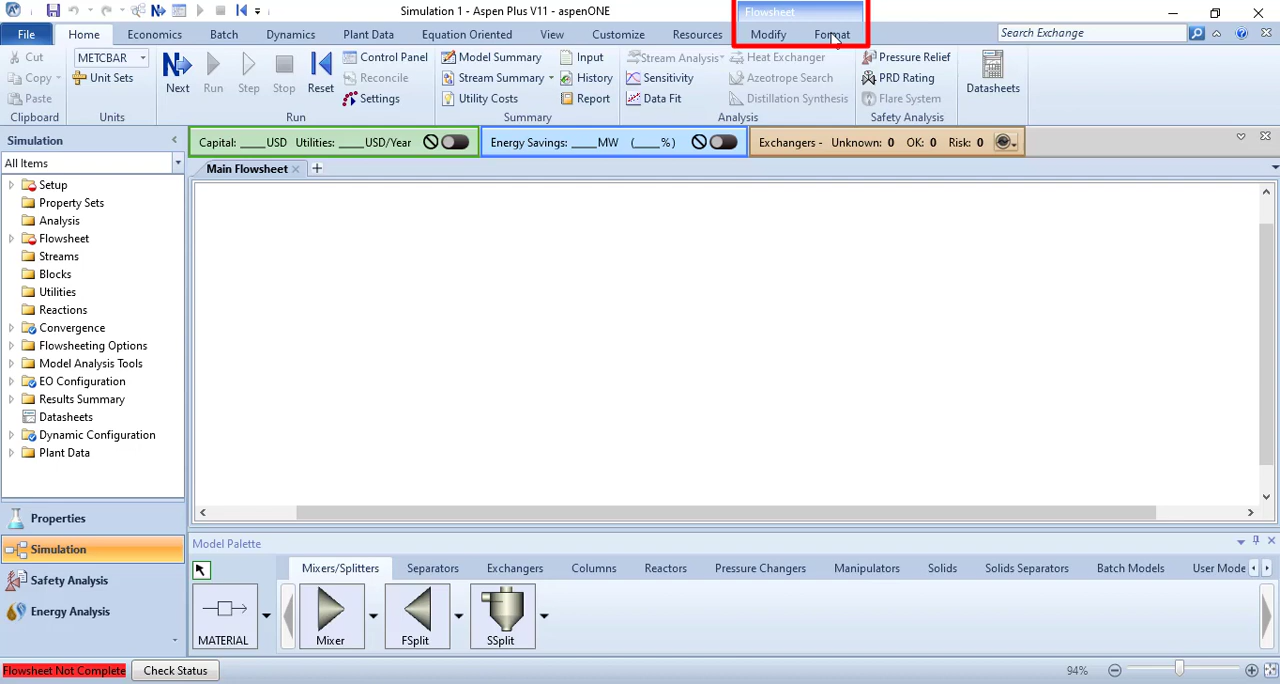 Simulation 1 - Aspen Plus V11 - aspenONE
Flowsheet
File Home Economics Batch Dynamics Plant Data Equation Oriented View Customize Resources Modify Format Search Exchange
Cut METCBAR Next Run Step Stop Reset Control Panel Model Summary Input Stream Analysis Heat Exchanger Pressure Relief Datasheets
Copy Unit Sets Reconcile Stream Summary History Sensitivity Azeotrope Search PRD Rating
Paste Settings Utility Costs Report Data Fit Distillation Synthesis Flare System
Clipboard Units Run Summary Analysis Safety Analysis
Simulation
Capital: ____USD Utilities: ____USD/Year Energy Savings: ____MW (____%) Exchangers - Unknown: 0 OK: 0 Risk: 0
All Items
Main Flowsheet
Setup
Property Sets
Analysis
Flowsheet
Streams
Blocks
Utilities
Reactions
Convergence
Flowsheeting Options
Model Analysis Tools
EO Configuration
Results Summary
Datasheets
Dynamic Configuration
Plant Data
Properties
Simulation
Safety Analysis
Energy Analysis
Model Palette
Mixers/Splitters Separators Exchangers Columns Reactors Pressure Changers Manipulators Solids Solids Separators Batch Models User Mode
MATERIAL Mixer FSplit SSplit
Flowsheet Not Complete Check Status 94%